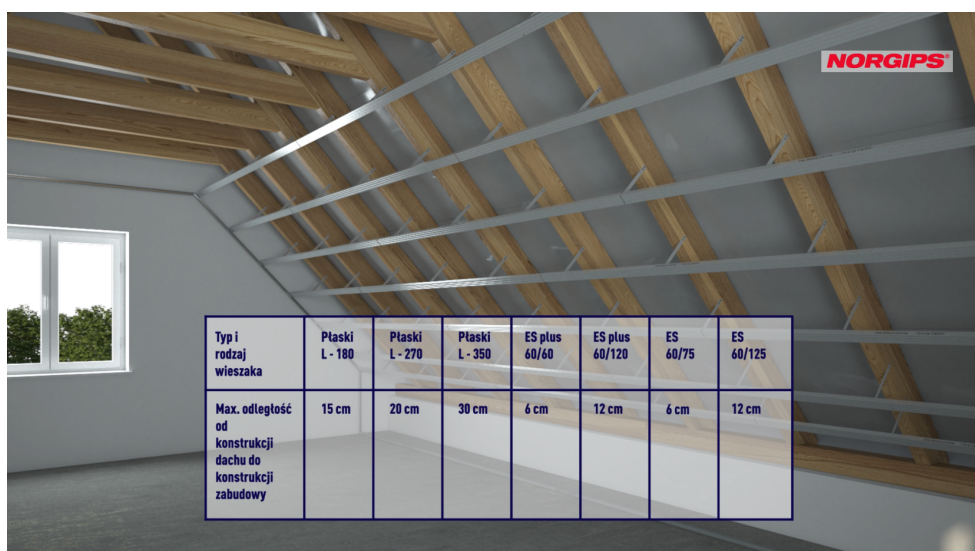 NORGIPS®
Typ i
rodzaj
wieszaka
Płaski
L - 180
Płaski
L - 270
Płaski
L - 350
ES plus
60/60
ES plus
60/120
ES
60/75
ES
60/125
Max. odległość
od
konstrukcji
dachu do
konstrukcji
zabudowy
15 cm
20 cm
30 cm
6 cm
12 cm
6 cm
12 cm